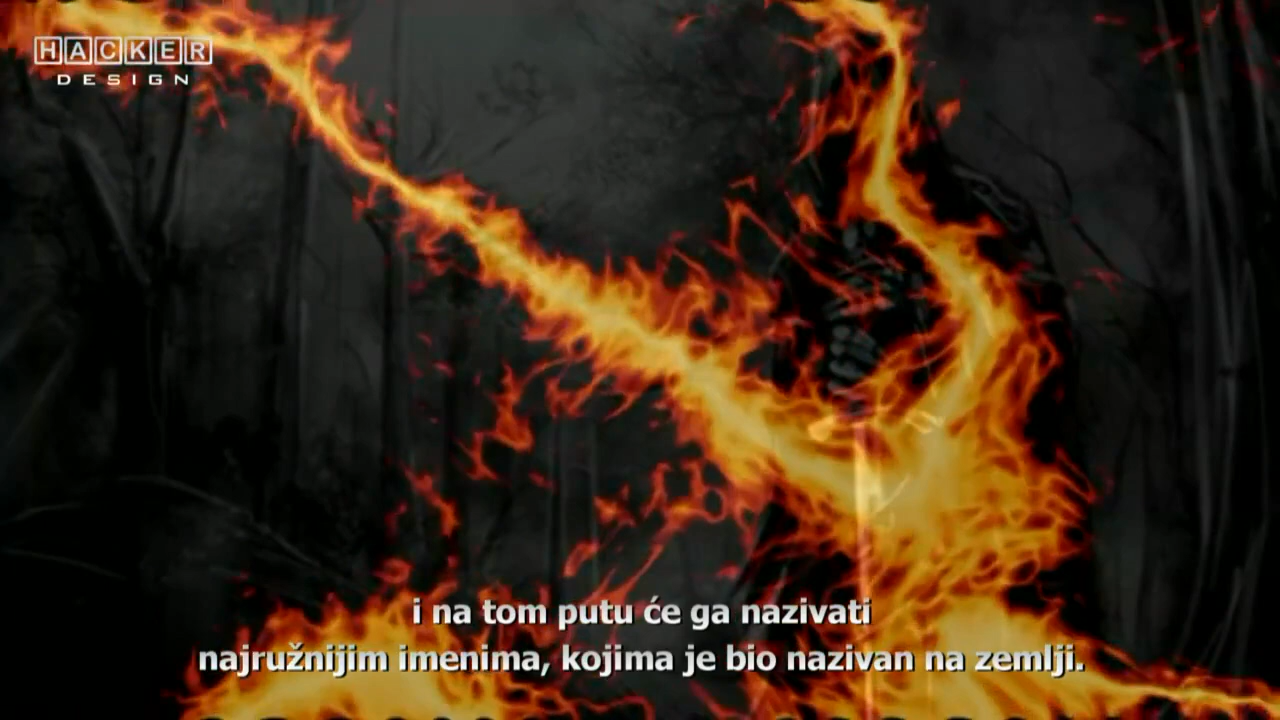 HACKER
DESIGN
i na tom putu će ga nazivati
najružnijim imenima, kojima je bio nazivan na zemlji.